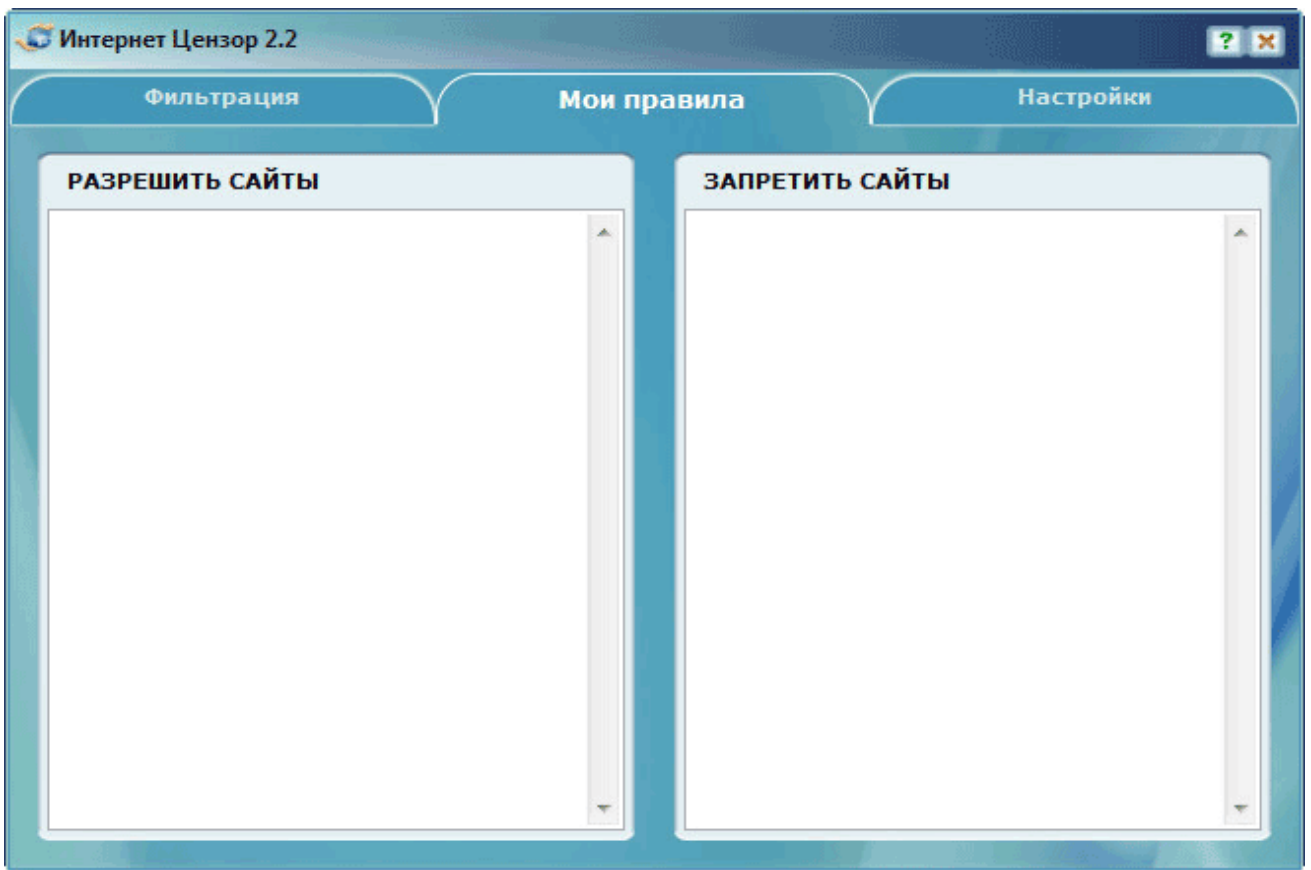 Интернет Цензор 2.2
?
Фильтрация
Мои правила
Настройки
РАЗРЕШИТЬ САЙТЫ
ЗАПРЕТИТЬ САЙТЫ